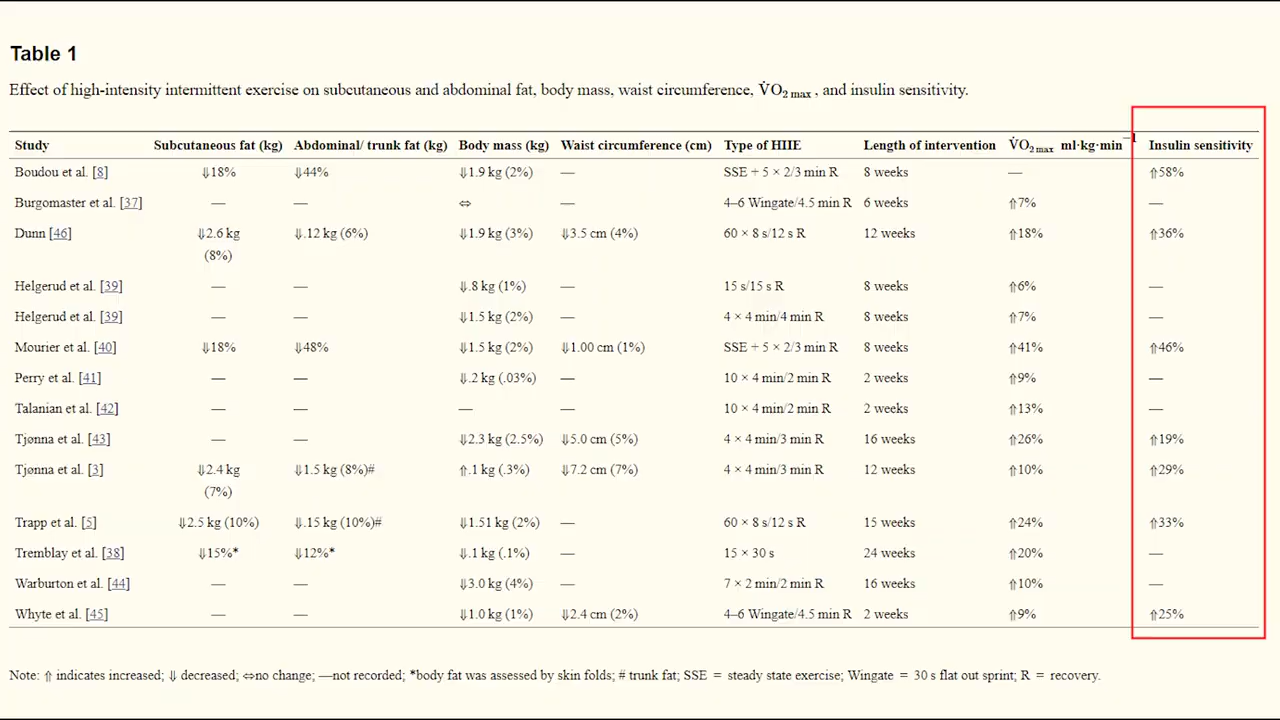 Table 1
Effect of high-intensity intermittent exercise on subcutaneous and abdominal fat, body mass, waist circumference, V̇O2 max , and insulin sensitivity.
Study Subcutaneous fat (kg) Abdominal/ trunk fat (kg) Body mass (kg) Waist circumference (cm) Type of HIIE Length of intervention V̇O2 max ml·kg·min−1 Insulin sensitivity
Boudou et al. [8] ⇓18% ⇓44% ⇓1.9 kg (2%) — SSE + 5 × 2/3 min R 8 weeks — ⇑58%
Burgomaster et al. [37] — — ⇔ — 4–6 Wingate/4.5 min R 6 weeks ⇑7% —
Dunn [46] ⇓2.6 kg (8%) ⇓.12 kg (6%) ⇓1.9 kg (3%) ⇓3.5 cm (4%) 60 × 8 s/12 s R 12 weeks ⇑18% ⇑36%
Helgerud et al. [39] — — ⇓.8 kg (1%) — 15 s/15 s R 8 weeks ⇑6% —
Helgerud et al. [39] — — ⇓1.5 kg (2%) — 4 × 4 min/4 min R 8 weeks ⇑7% —
Mourier et al. [40] ⇓18% ⇓48% ⇓1.5 kg (2%) ⇓1.00 cm (1%) SSE + 5 × 2/3 min R 8 weeks ⇑41% ⇑46%
Perry et al. [41] — — ⇓.2 kg (.03%) — 10 × 4 min/2 min R 2 weeks ⇑9% —
Talanian et al. [42] — — — — 10 × 4 min/2 min R 2 weeks ⇑13% —
Tjønna et al. [43] — — ⇓2.3 kg (2.5%) ⇓5.0 cm (5%) 4 × 4 min/3 min R 16 weeks ⇑26% ⇑19%
Tjønna et al. [3] ⇓2.4 kg (7%) ⇓1.5 kg (8%)# ⇑.1 kg (.3%) ⇓7.2 cm (7%) 4 × 4 min/3 min R 12 weeks ⇑10% ⇑29%
Trapp et al. [5] ⇓2.5 kg (10%) ⇓.15 kg (10%)# ⇓1.51 kg (2%) — 60 × 8 s/12 s R 15 weeks ⇑24% ⇑33%
Tremblay et al. [38] ⇓15%* ⇓12%* ⇓.1 kg (.1%) — 15 × 30 s 24 weeks ⇑20% —
Warburton et al. [44] — — ⇓3.0 kg (4%) — 7 × 2 min/2 min R 16 weeks ⇑10% —
Whyte et al. [45] — — ⇓1.0 kg (1%) ⇓2.4 cm (2%) 4–6 Wingate/4.5 min R 2 weeks ⇑9% ⇑25%
Note: ⇑ indicates increased; ⇓ decreased; ⇔no change; —not recorded; *body fat was assessed by skin folds; # trunk fat; SSE = steady state exercise; Wingate = 30 s flat out sprint; R = recovery.